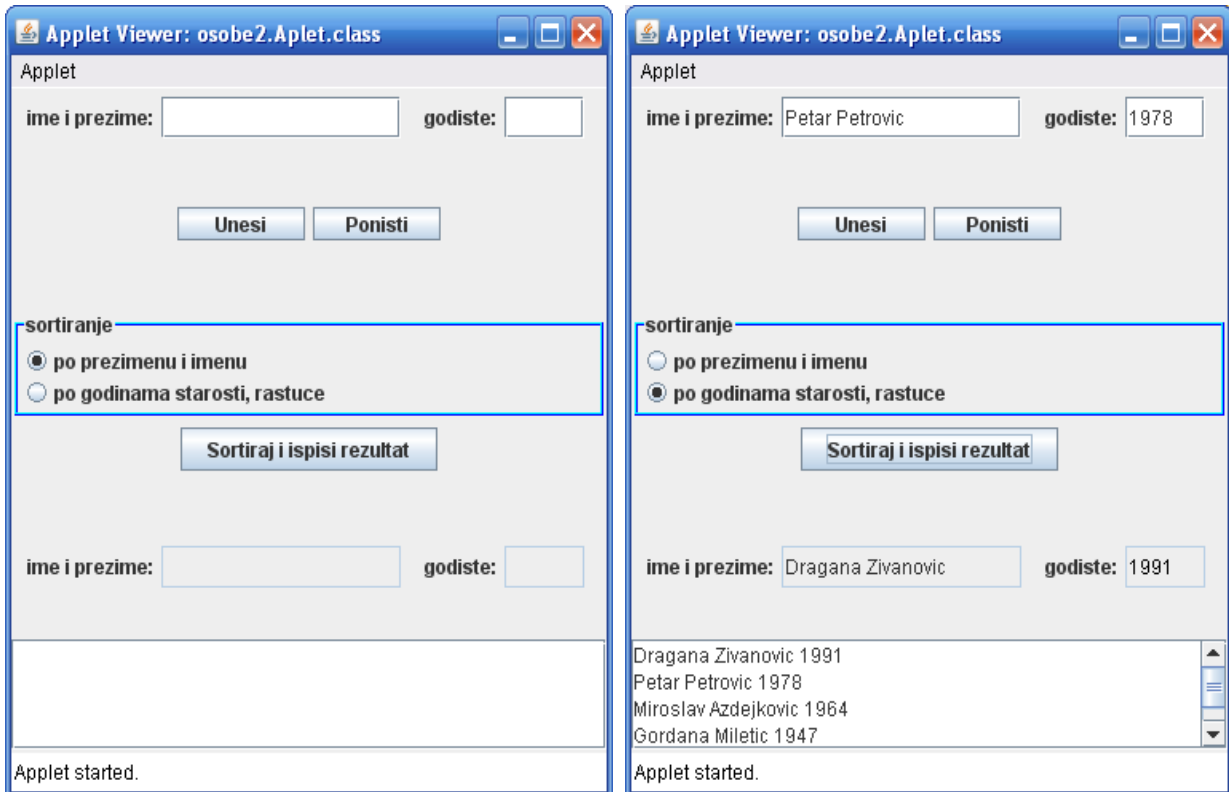 Applet Viewer: osobe2.Aplet.class
Applet
ime i prezime:
godiste:
Unesi
Ponisti
sortiranje
po prezimenu i imenu
po godinama starosti, rastuce
Sortiraj i ispisi rezultat
ime i prezime:
godiste:
Applet started.
Applet Viewer: osobe2.Aplet.class
Applet
ime i prezime: Petar Petrovic
godiste: 1978
Unesi
Ponisti
sortiranje
po prezimenu i imenu
po godinama starosti, rastuce
Sortiraj i ispisi rezultat
ime i prezime: Dragana Zivanovic
godiste: 1991
Dragana Zivanovic 1991
Petar Petrovic 1978
Miroslav Azdejkovic 1964
Gordana Miletic 1947
Applet started.